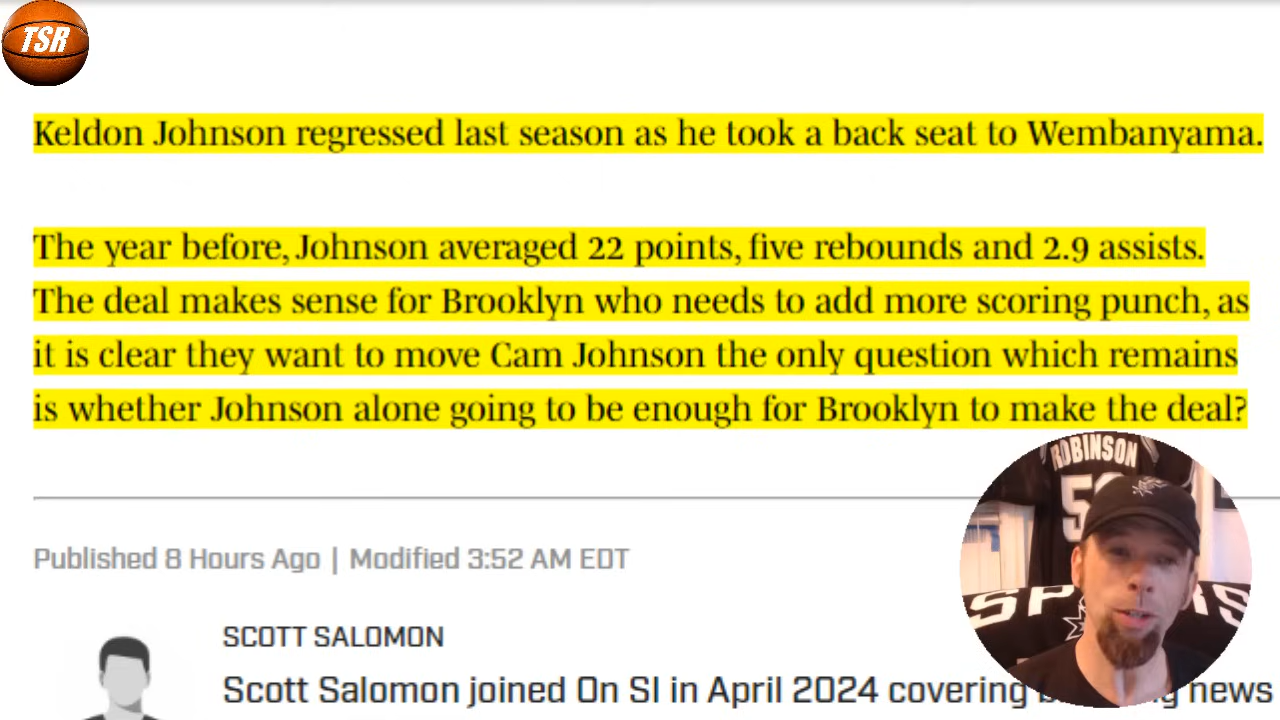 TSR
Keldon Johnson regressed last season as he took a back seat to Wembanyama.
The year before, Johnson averaged 22 points, five rebounds and 2.9 assists.
The deal makes sense for Brooklyn who needs to add more scoring punch, as
it is clear they want to move Cam Johnson the only question which remains
is whether Johnson alone going to be enough for Brooklyn to make the deal?
ROBINSON
Published 8 Hours Ago | Modified 3:52 AM EDT
SCOTT SALOMON
Scott Salomon joined On SI in April 2024 covering news